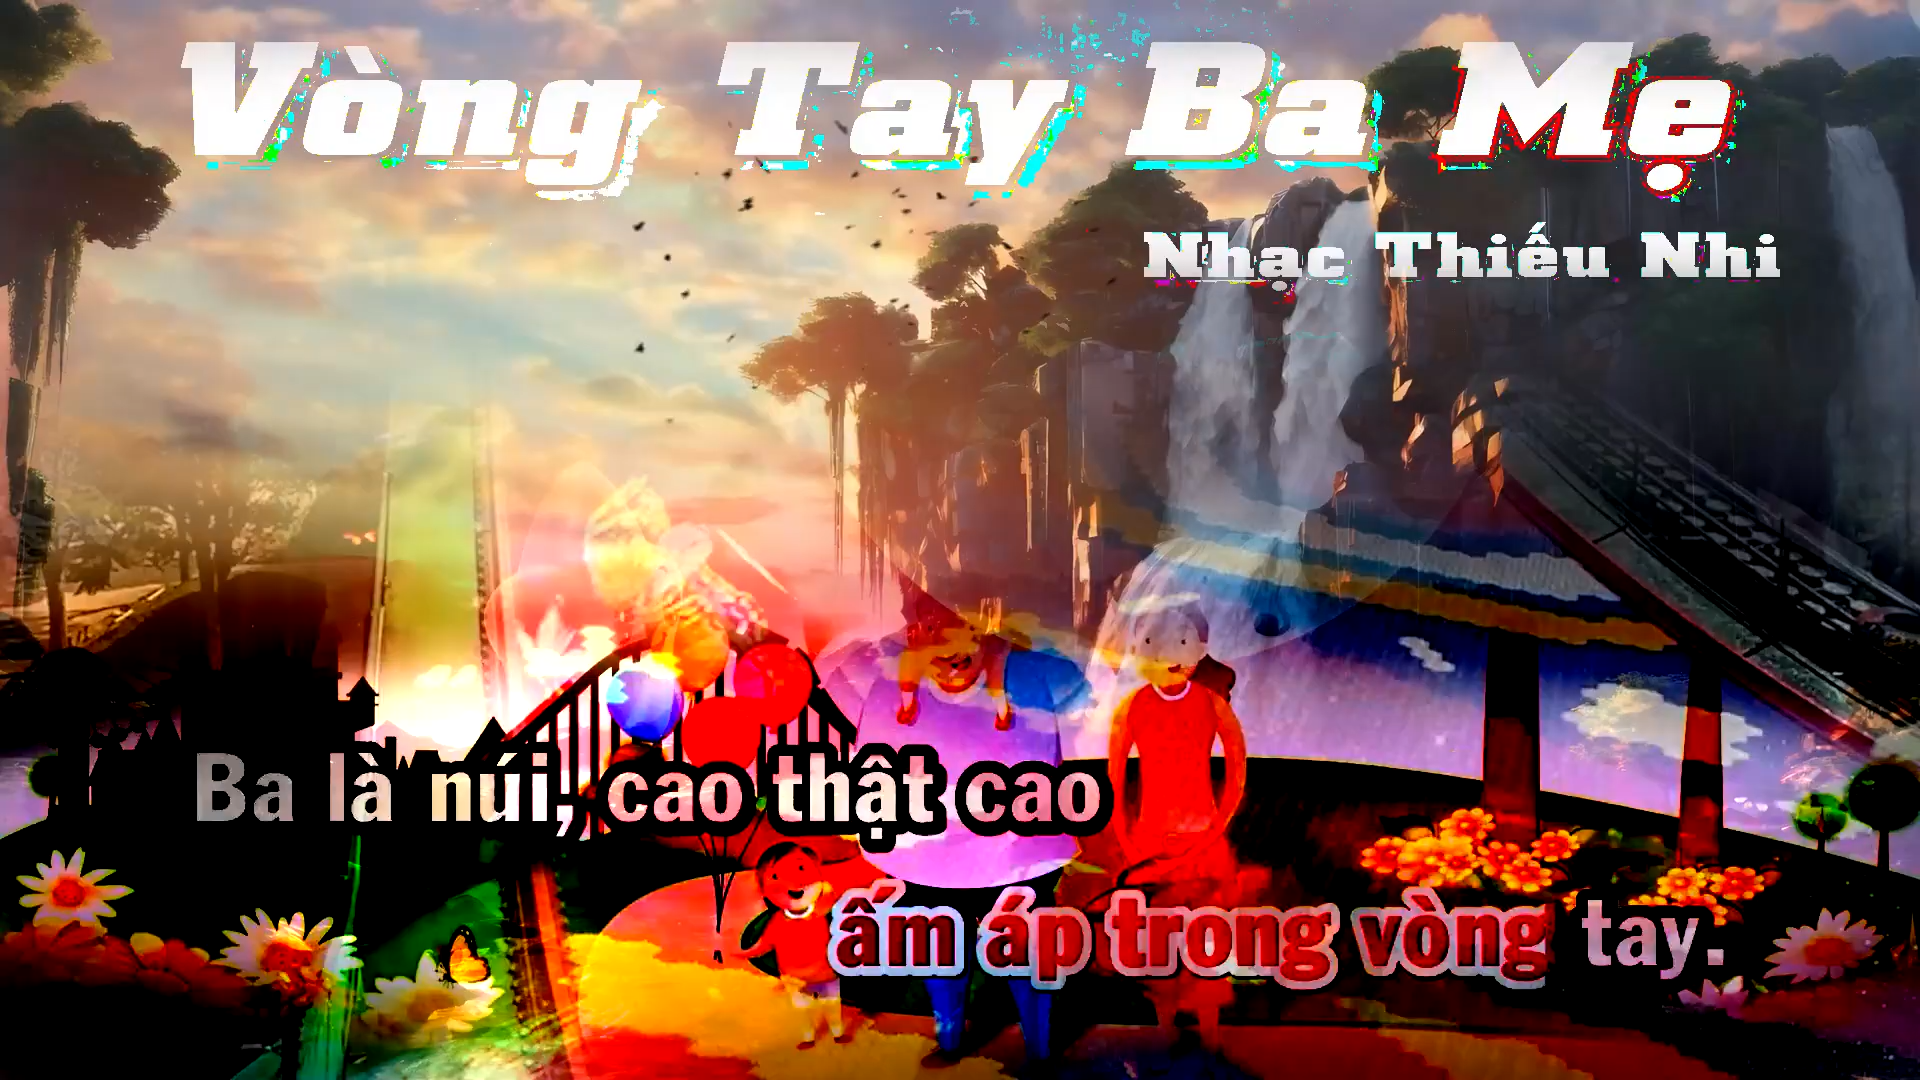 Vòng Tay Ba Mẹ
Nhạc Thiếu Nhi
Ba là núi, cao thật cao
ấm áp trong vòng tay.